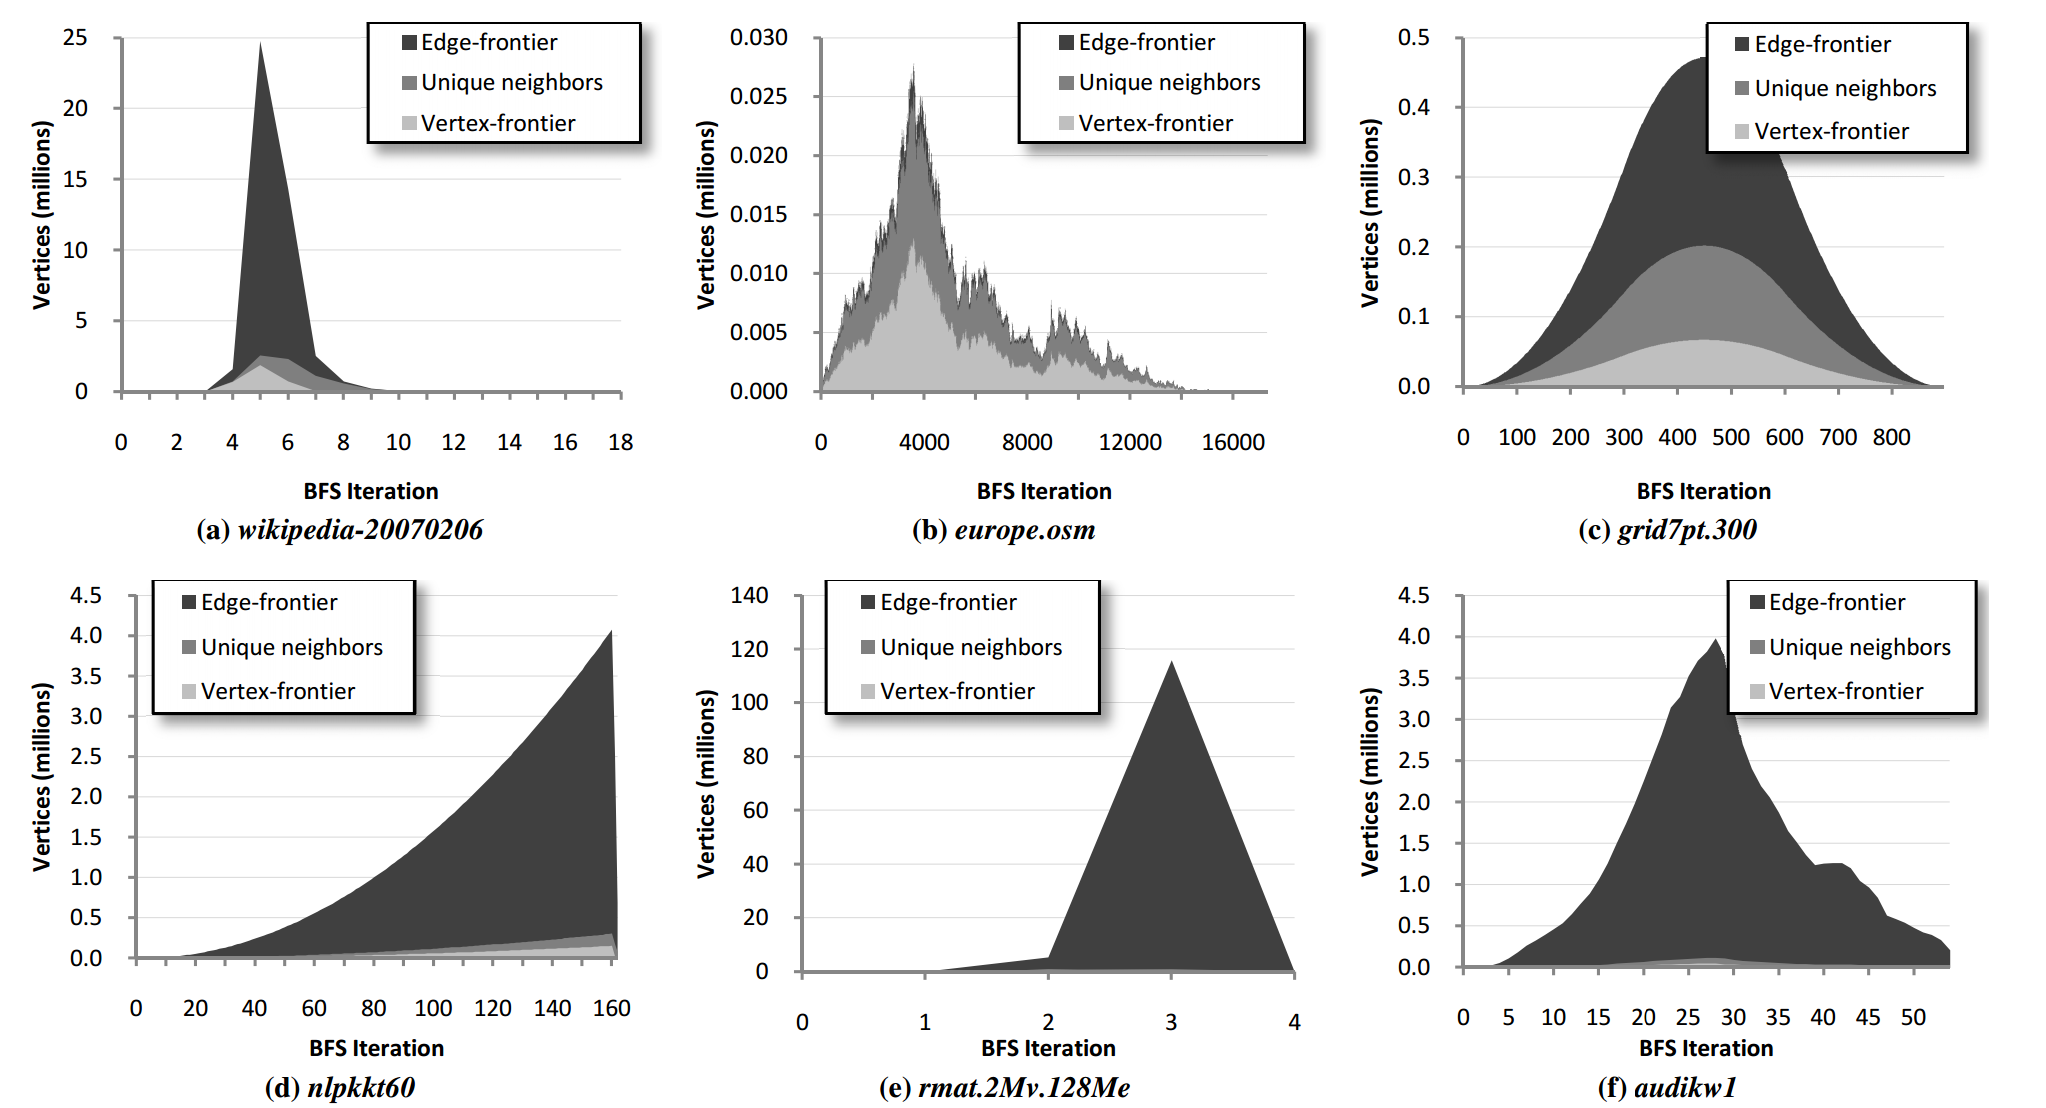 25
20
15
10
5
0
Vertices (millions)
Edge-frontier
Unique neighbors
Vertex-frontier
0 2 4 6 8 10 12 14 16 18
BFS Iteration
(a) wikipedia-20070206
0.030
0.025
0.020
0.015
0.010
0.005
0.000
Vertices (millions)
Edge-frontier
Unique neighbors
Vertex-frontier
0 4000 8000 12000 16000
BFS Iteration
(b) europe.osm
0.5
0.4
0.3
0.2
0.1
0.0
Vertices (millions)
Edge-frontier
Unique neighbors
Vertex-frontier
0 100 200 300 400 500 600 700 800
BFS Iteration
(c) grid7pt.300
4.5
4.0
3.5
3.0
2.5
2.0
1.5
1.0
0.5
0.0
Vertices (millions)
Edge-frontier
Unique neighbors
Vertex-frontier
0 20 40 60 80 100 120 140 160
BFS Iteration
(d) nlpkkt60
140
120
100
80
60
40
20
0
Vertices (millions)
Edge-frontier
Unique neighbors
Vertex-frontier
0 1 2 3 4
BFS Iteration
(e) rmat.2Mv.128Me
4.5
4.0
3.5
3.0
2.5
2.0
1.5
1.0
0.5
0.0
Vertices (millions)
Edge-frontier
Unique neighbors
Vertex-frontier
0 5 10 15 20 25 30 35 40 45 50
BFS Iteration
(f) audikw1